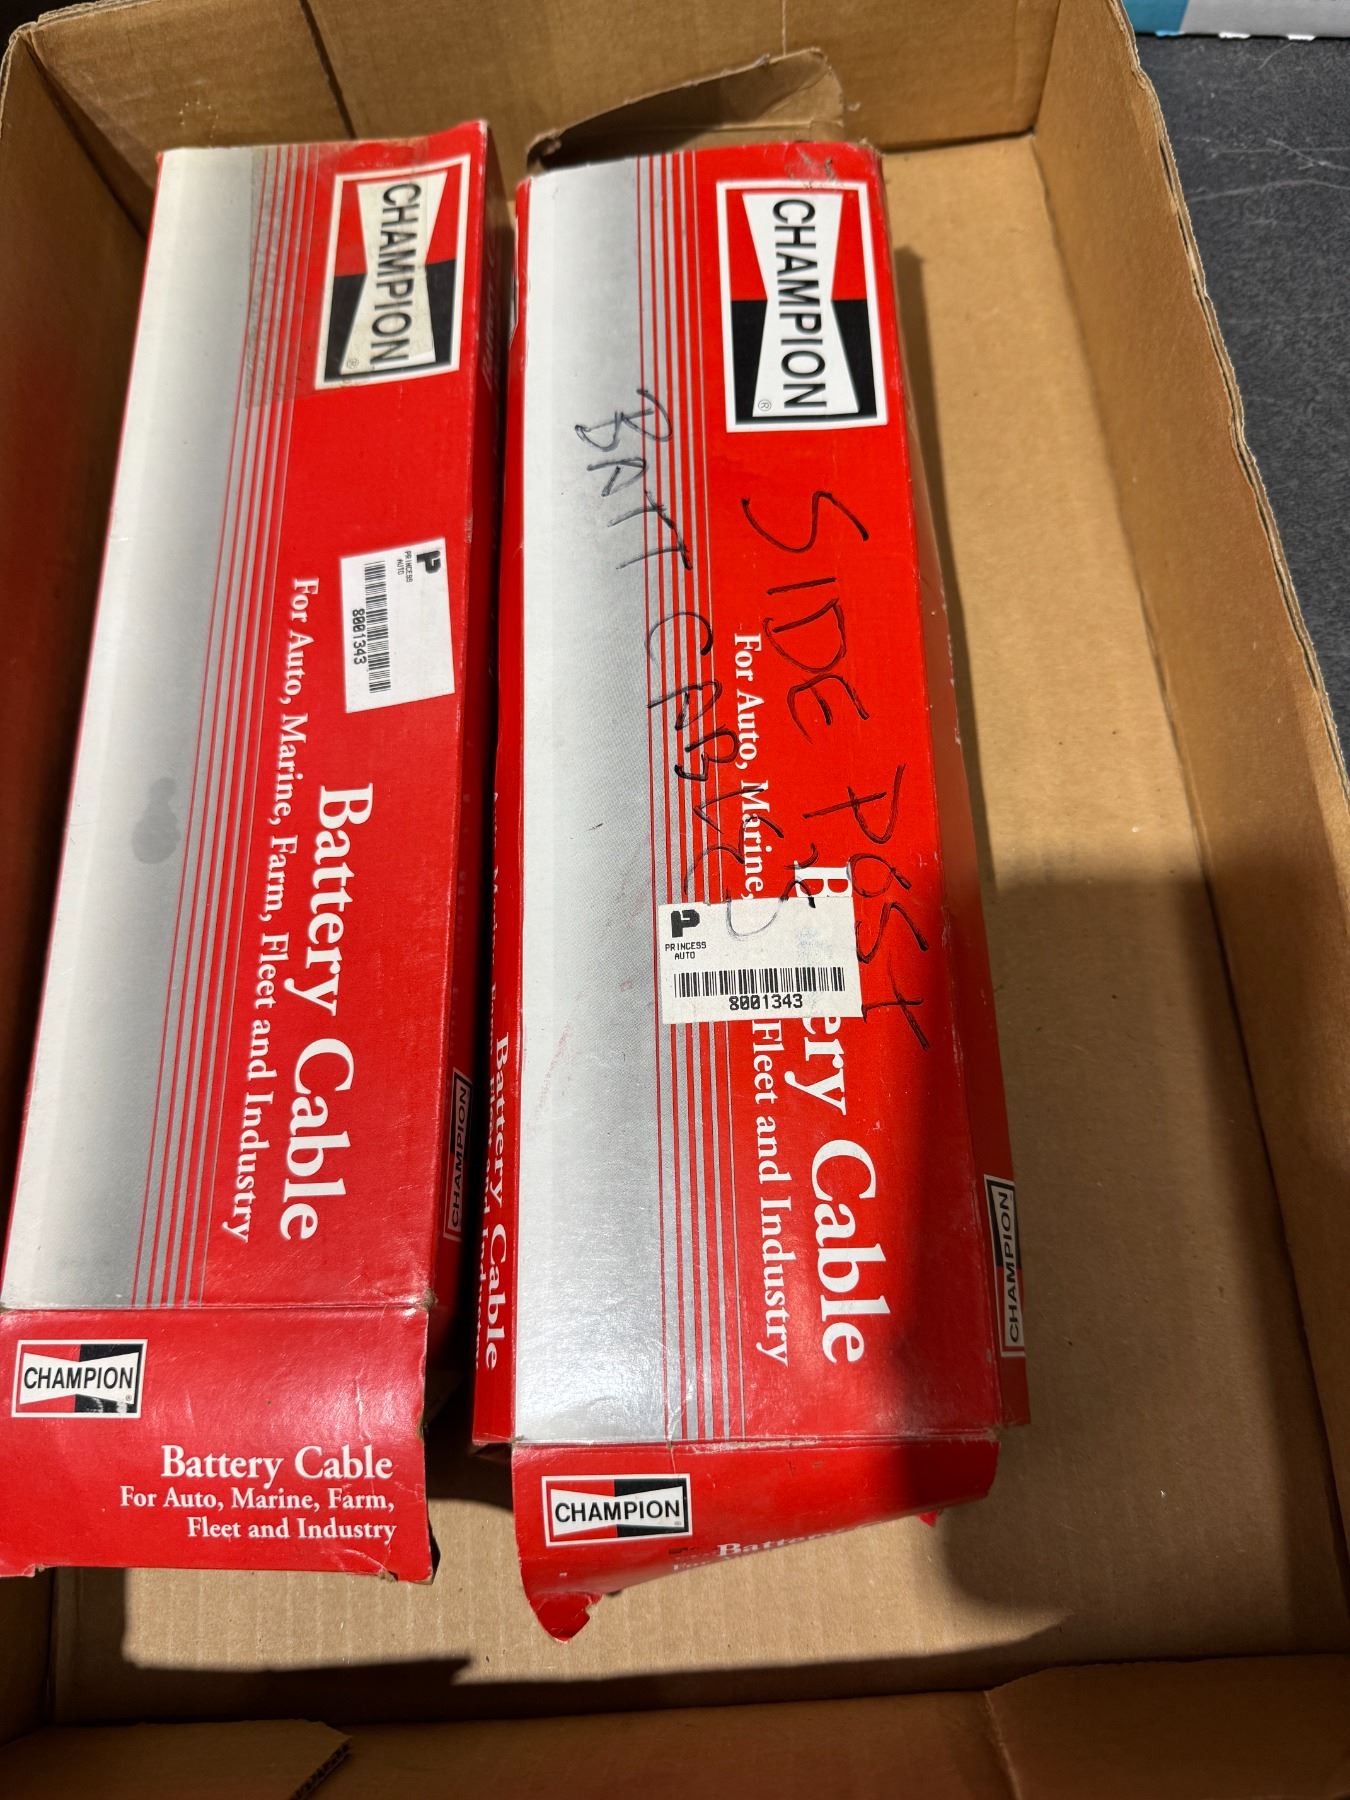 CHAMPION
®
PRINCESS
AUTO
8001343
Battery Cable
For Auto, Marine, Farm, Fleet and Industry
CHAMPION
CHAMPION
Battery Cable
For Auto, Marine, Farm,
Fleet and Industry
CHAMPION
®
SIDE POST
BATT CABLES
For Auto, Marine,
Fleet and Industry
ery Cable
PRINCESS
AUTO
8001343
Battery Cable
CHAMPION
CHAMPION